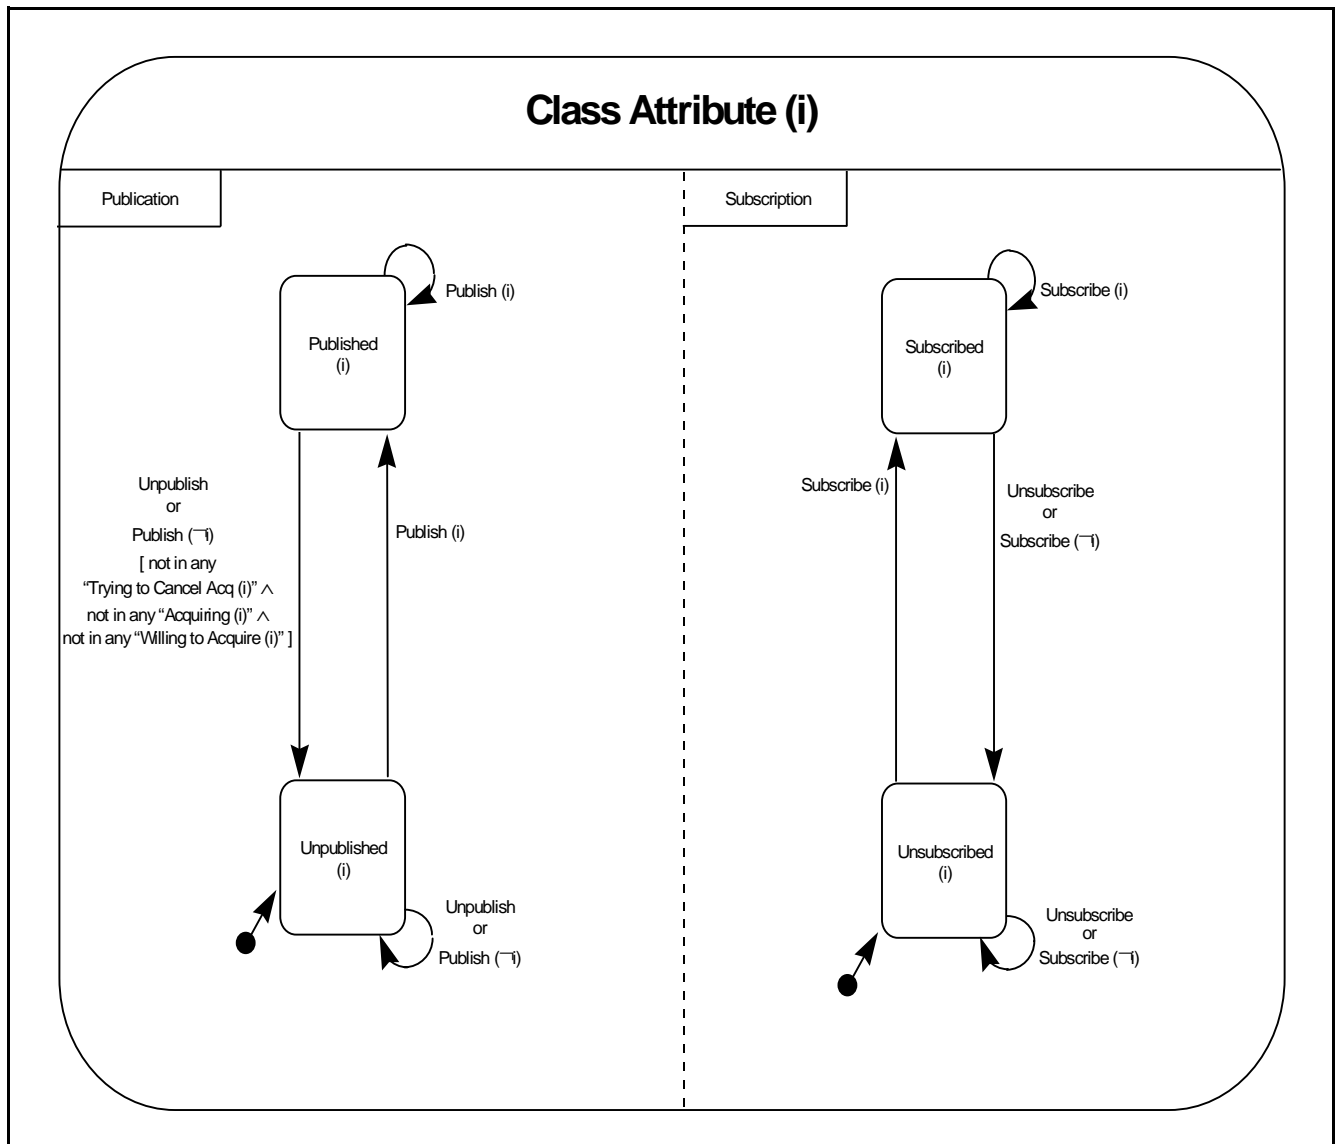 Class Attribute (i)
Publication
Subscription
Publish (i)
Published
(i)
Unpublish
or
Publish (¬i)
[ not in any
“Trying to Cancel Acq (i)” ∧
not in any “Acquiring (i)” ∧
not in any “Willing to Acquire (i)” ]
Publish (i)
Unpublished
(i)
Unpublish
or
Publish (¬i)
Subscribe (i)
Subscribed
(i)
Subscribe (i)
Unsubscribe
or
Subscribe (¬i)
Unsubscribed
(i)
Unsubscribe
or
Subscribe (¬i)